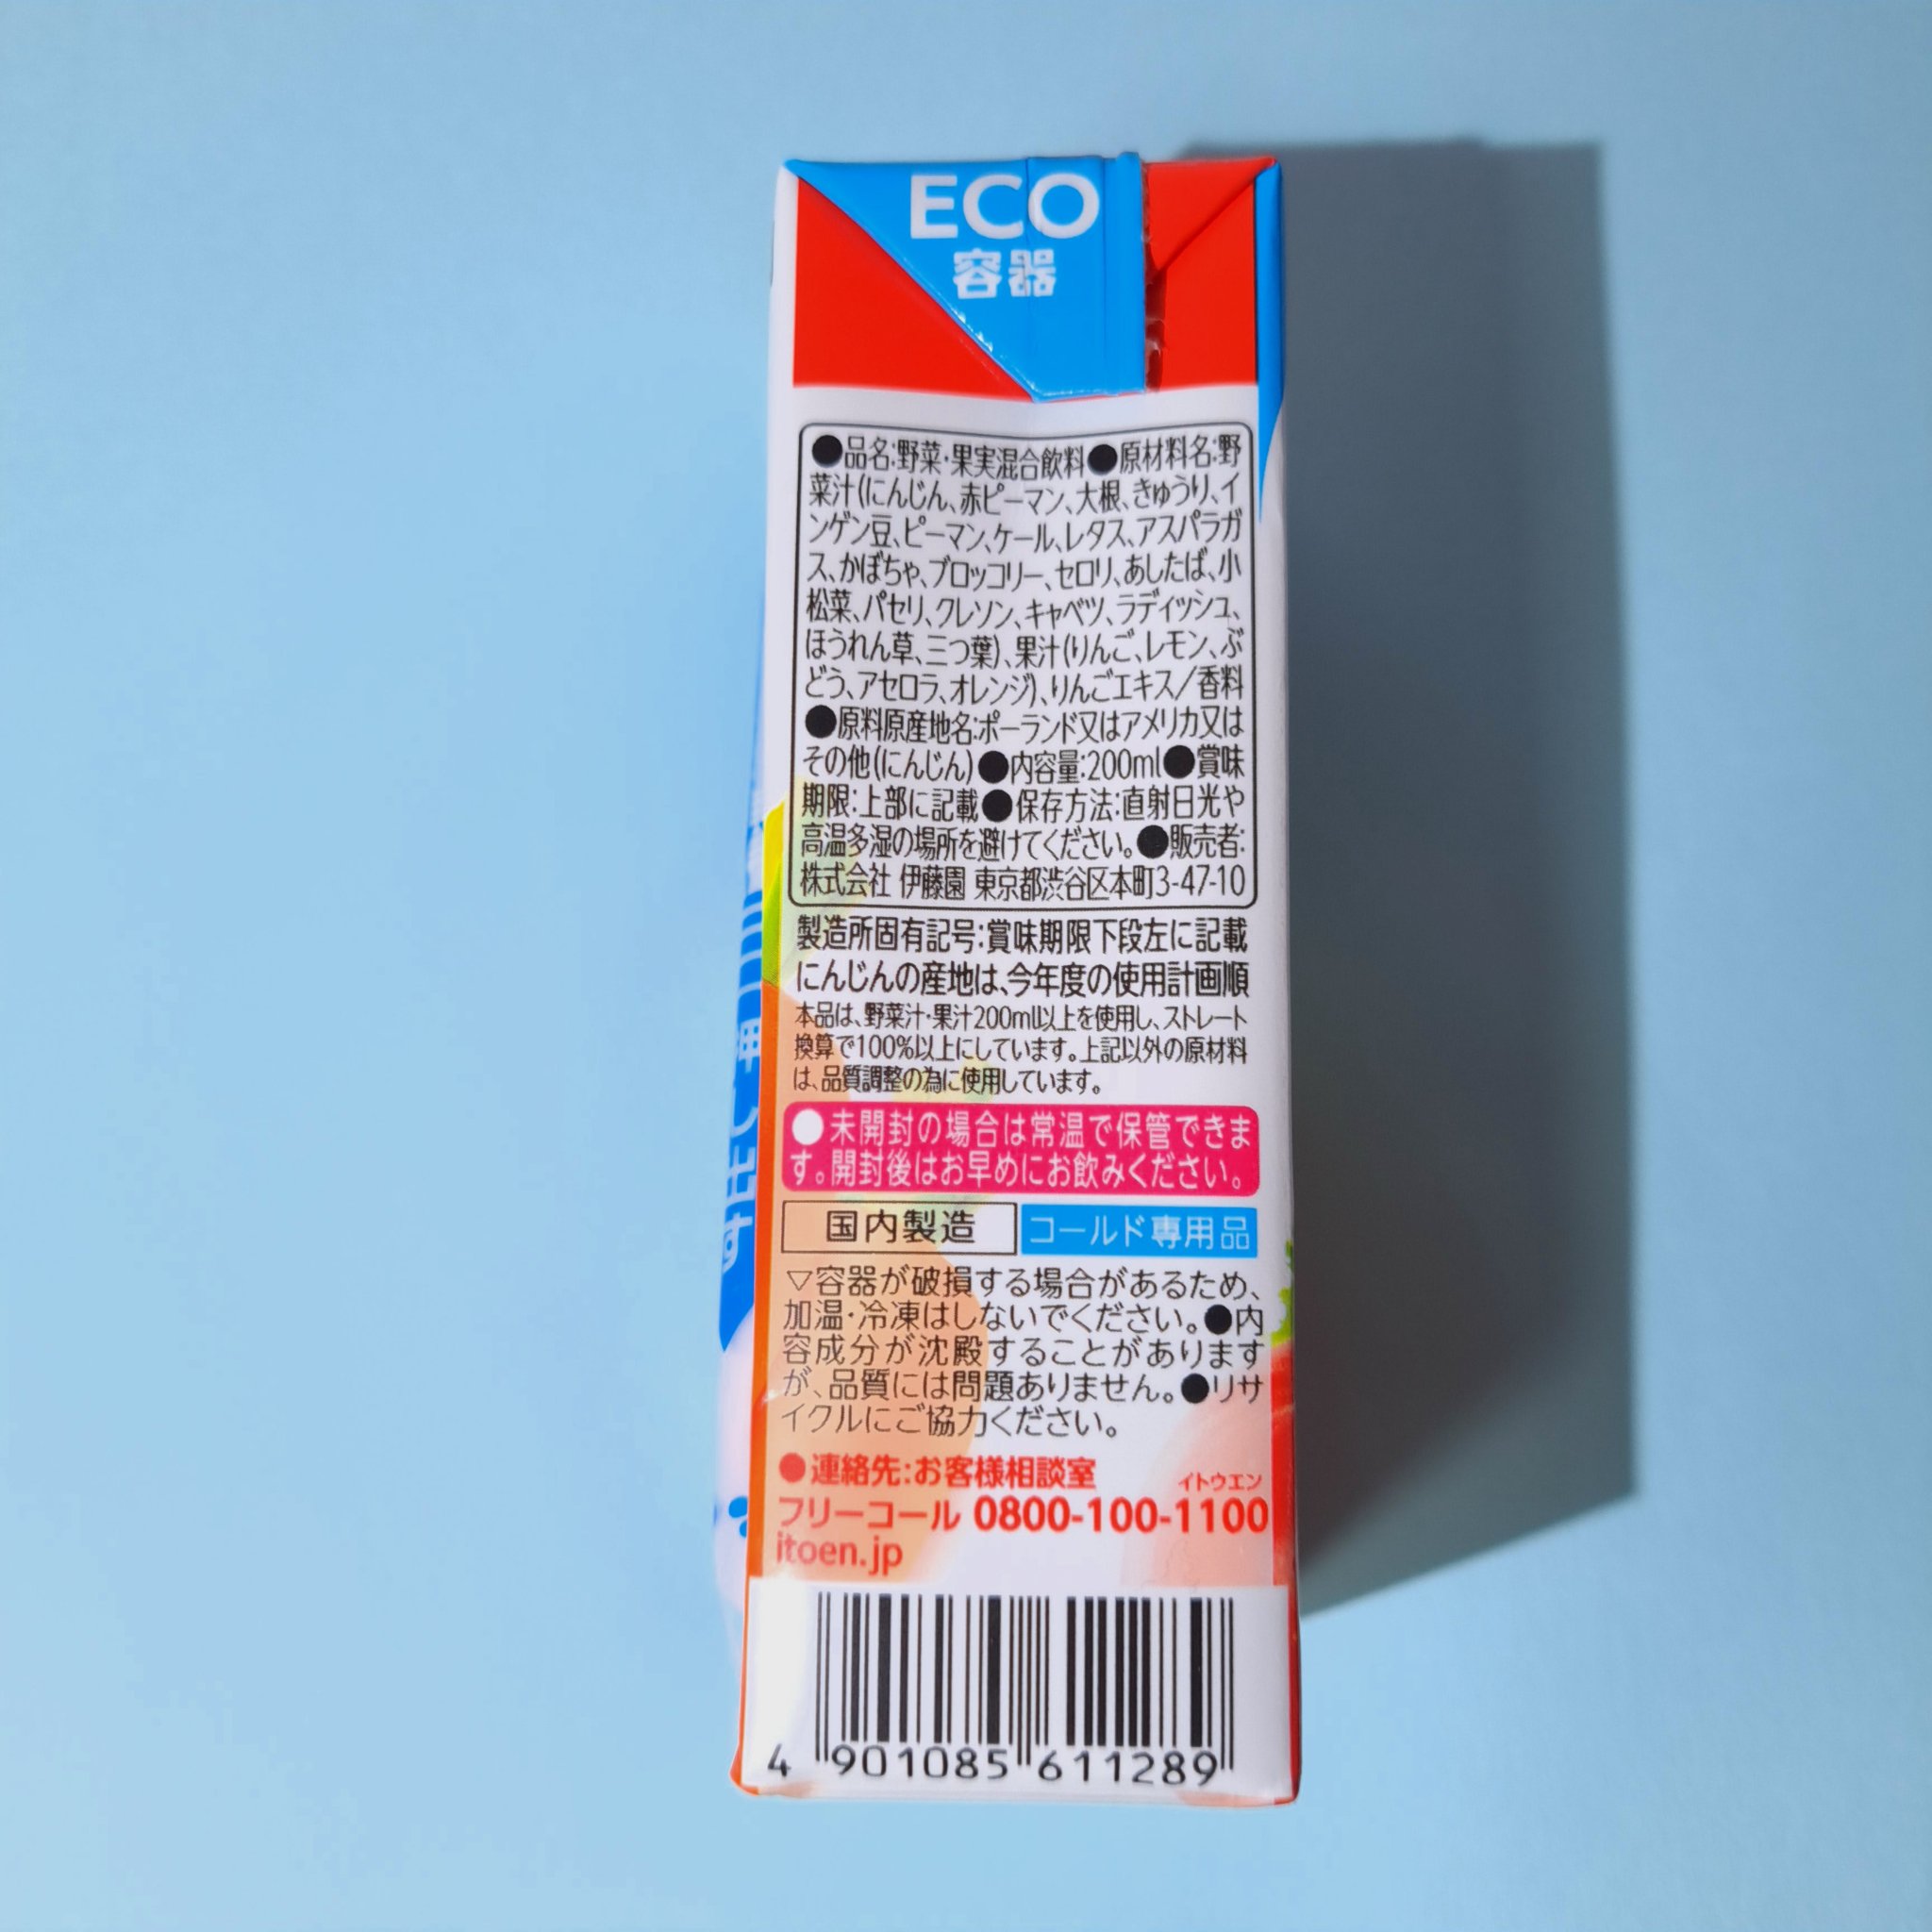 ECO
容器
●品名:野菜・果実混合飲料●原材料名:野
菜汁(にんじん、赤ピーマン、大根、きゅうり、イ
ンゲン豆、ピーマン、ケール、レタス、アスパラガ
ス、かぼちゃ、ブロッコリー、セロリ、あしたば、小
松菜、パセリ、クレソン、キャベツ、ラディッシュ、
ほうれん草、三つ葉)、果汁(りんご、レモン、ぶ
どう、アセロラ、オレンジ)、りんごエキス/香料
●原料原産地名:ポーランド又はアメリカ又は
その他(にんじん)●内容量:200ml●賞味
期限:上部に記載●保存方法:直射日光や
高温多湿の場所を避けてください。●販売者:
株式会社 伊藤園 東京都渋谷区本町3-47-10
製造所固有記号:賞味期限下段左に記載
にんじんの産地は、今年度の使用計画順
本品は、野菜汁・果汁200ml以上を使用し、ストレート
換算で100%以上にしています。上記以外の原材料
は、品質調整の為に使用しています。
●未開封の場合は常温で保管できま
す。開封後はお早めにお飲みください。
国内製造 コールド専用品
▽容器が破損する場合があるため、
加温・冷凍はしないでください。●内
容成分が沈殿することがあります
が、品質には問題ありません。●リサ
イクルにご協力ください。
●連絡先:お客様相談室
イトウエン
フリーコール 0800-100-1100
itoen.jp
4 901085 611289
押し出す